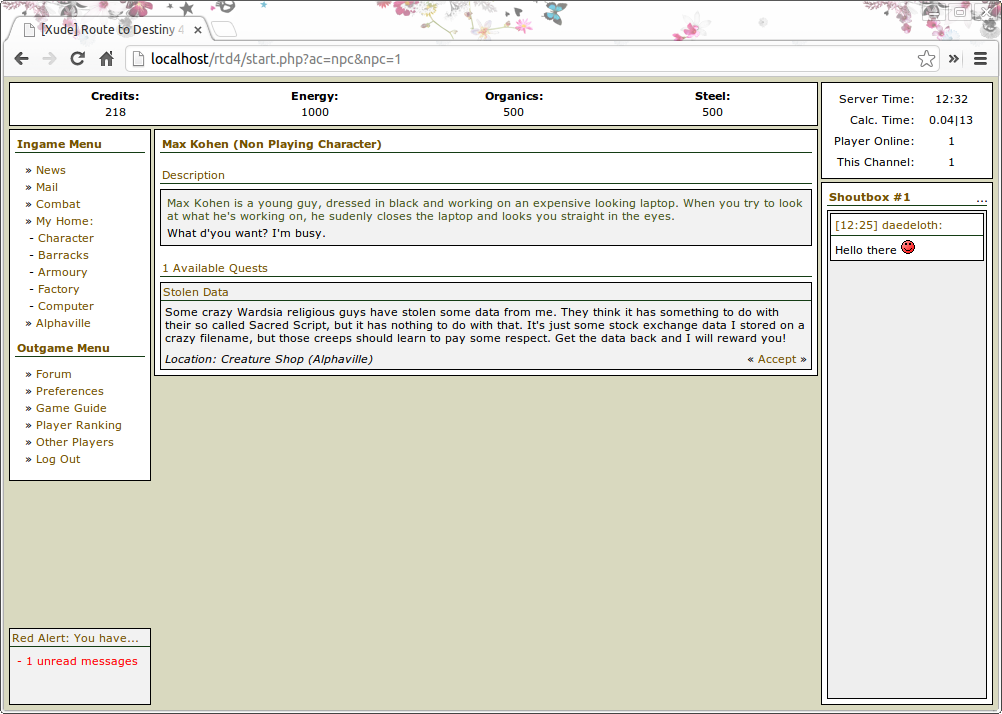 [Xude] Route to Destiny 4
localhost/rtd4/start.php?ac=npc&npc=1
Credits: Energy: Organics: Steel:
218 1000 500 500
Server Time: 12:32
Calc. Time: 0.04|13
Player Online: 1
This Channel: 1
Ingame Menu
» News
» Mail
» Combat
» My Home:
- Character
- Barracks
- Armoury
- Factory
- Computer
» Alphaville
Outgame Menu
» Forum
» Preferences
» Game Guide
» Player Ranking
» Other Players
» Log Out
Red Alert: You have...
- 1 unread messages
Max Kohen (Non Playing Character)
Description
Max Kohen is a young guy, dressed in black and working on an expensive looking laptop. When you try to look
at what he's working on, he sudenly closes the laptop and looks you straight in the eyes.
What d'you want? I'm busy.
1 Available Quests
Stolen Data
Some crazy Wardsia religious guys have stolen some data from me. They think it has something to do with
their so called Sacred Script, but it has nothing to do with that. It's just some stock exchange data I stored on a
crazy filename, but those creeps should learn to pay some respect. Get the data back and I will reward you!
Location: Creature Shop (Alphaville) « Accept »
Shoutbox #1 ...
[12:25] daedeloth:
Hello there